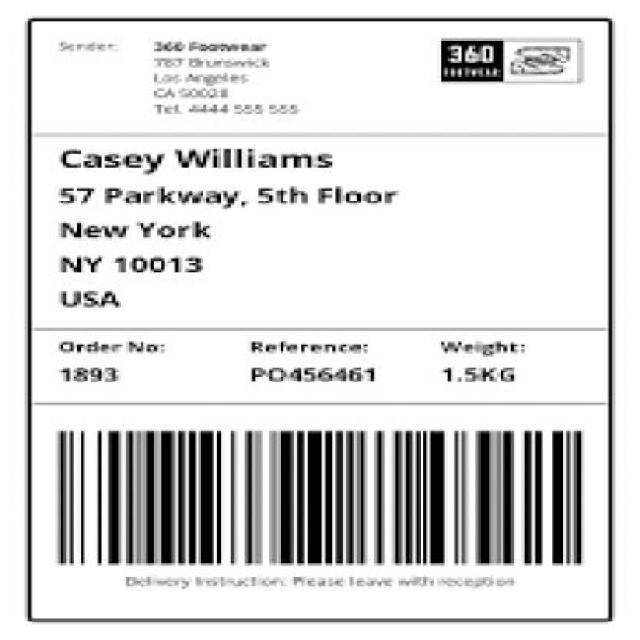 Sender: 360 Footwear
787 Brunswick
Los Angeles
CA 50028
Tel. 4444 555 555
360
FOOTWEAR
Casey Williams
57 Parkway, 5th Floor
New York
NY 10013
USA
Order No: Reference: Weight:
1893 PO456461 1.5KG
Delivery Instruction: Please leave with reception